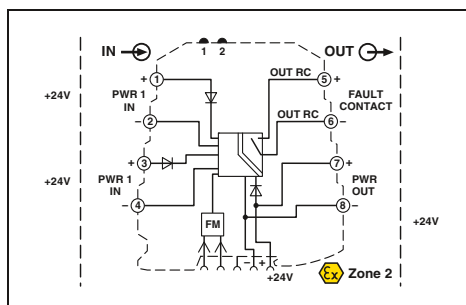 IN OUT
1 2
1 + 5 +
PWR 1 IN
OUT RC
FAULT CONTACT
+24V
2 −
OUT RC
6 −
3 +
7 +
+24V
PWR 1 IN
PWR OUT
4 −
8 −
FM
+24V
− +
+24V
Ex Zone 2